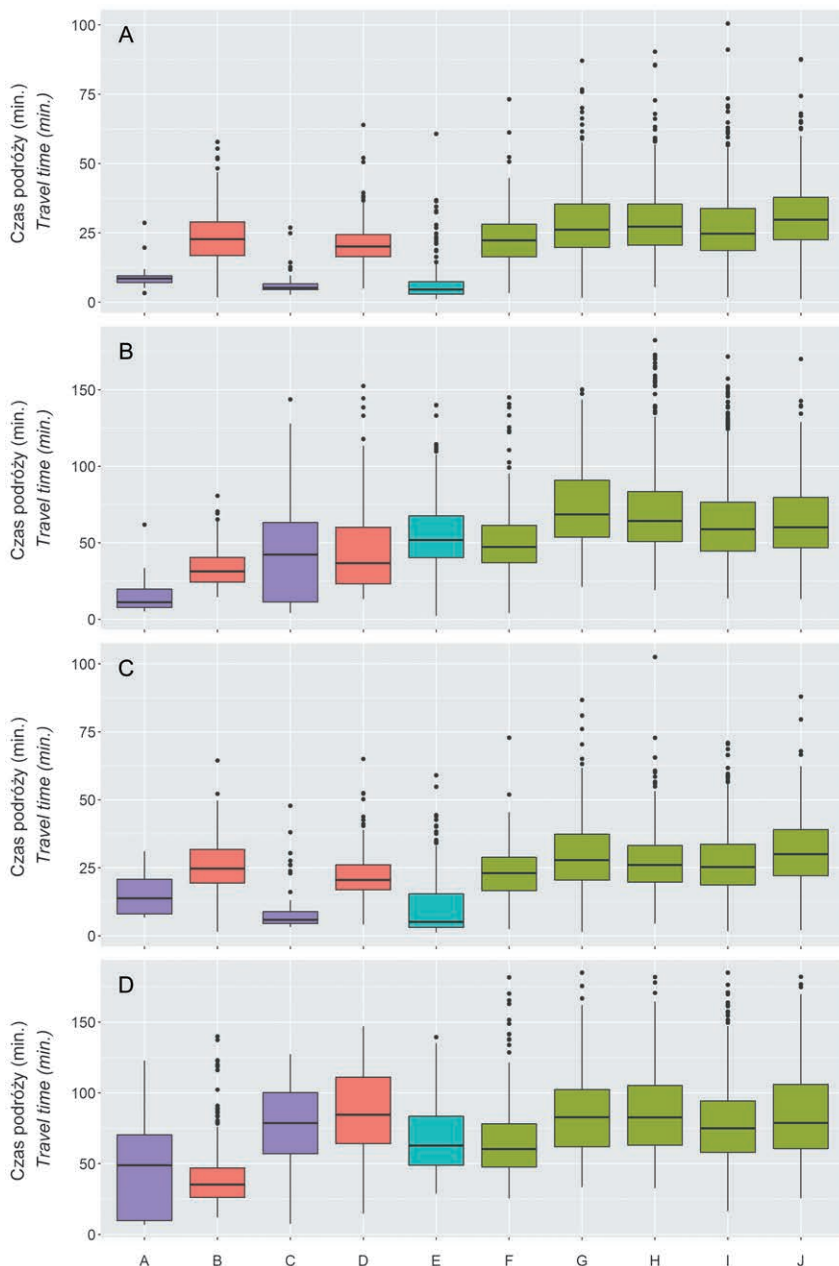 A
Czas podróży (min.)
Travel time (min.)
100
75
50
25
0
B
Czas podróży (min.)
Travel time (min.)
150
100
50
0
C
Czas podróży (min.)
Travel time (min.)
100
75
50
25
0
D
Czas podróży (min.)
Travel time (min.)
150
100
50
0
A B C D E F G H I J